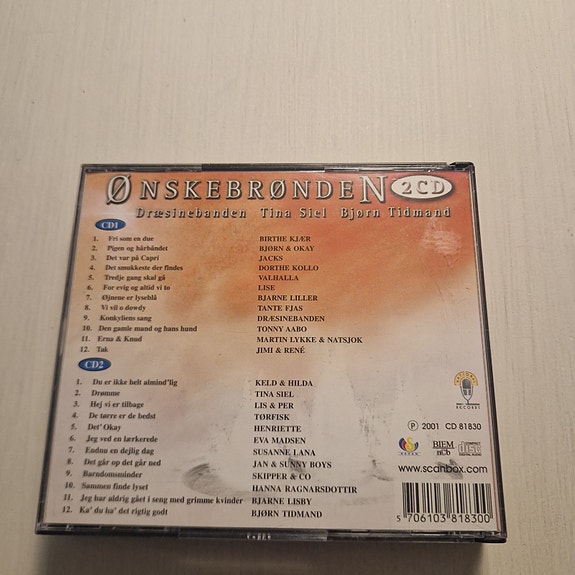 ØNSKEBRØNDEN 2CD
Dræsinebanden Tina Siel Bjørn Tidmand
CD1
1. Fri som en due BIRTHE KJÆR
2. Pigen og hårbåndet BJØRN & OKAY
3. Det var på Capri JACKS
4. Det smukkeste der findes DORTHE KOLLO
5. Tredje gang skal gå VALHALLA
6. For evig og altid vi to LISE
7. Øjnene er lyseblå BJARNE LILLER
8. Vi vil o dowdy TANTE EJAS
9. Konkyliens sang DRÆSINEBANDEN
10. Den gamle mand og hans hund TONNY AABO
11. Erna & Knud MARTIN LYKKE & NATSJOK
12. Tak JIMI & RENÉ
CD2
1. Du er ikke helt almind'lig KELD & HILDA
2. Drømme TINA SIEL
3. Hej vi er tilbage LIS & PER
4. De tørre er de bedst TØRFISK
5. Det' Okay HENRIETTE
6. Jeg ved en lærkerede EVA MADSEN
7. Endnu en dejlig dag SUSANNE LANA
8. Det går op det går ned JAN & SUNNY BOYS
9. Barndomsminder SKIPPER & CO
10. Sammen finde lyset HANNA RAGNARSDOTTIR
11. Jeg har aldrig gået i seng med grimme kvinder BJARNE LISBY
12. Ka' du ha' det rigtig godt BJØRN TIDMAND
RECORDS
℗ 2001 CD 81830
BIEM
nCb
COMPACT
disc
DIGITAL AUDIO
www.scanbox.com
5 706103 818300